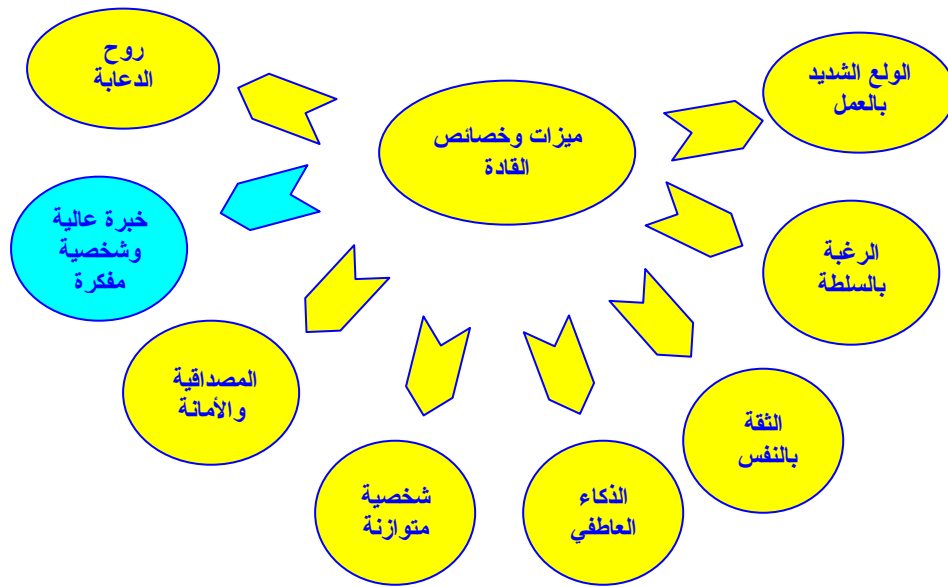 ميزات وخصائص
القادة
الولع الشديد
بالعمل
الرغبة
بالسلطة
الثقة
بالنفس
الذكاء
العاطفي
شخصية
متوازنة
المصداقية
والأمانة
خبرة عالية
وشخصية
مفكرة
روح
الدعابة